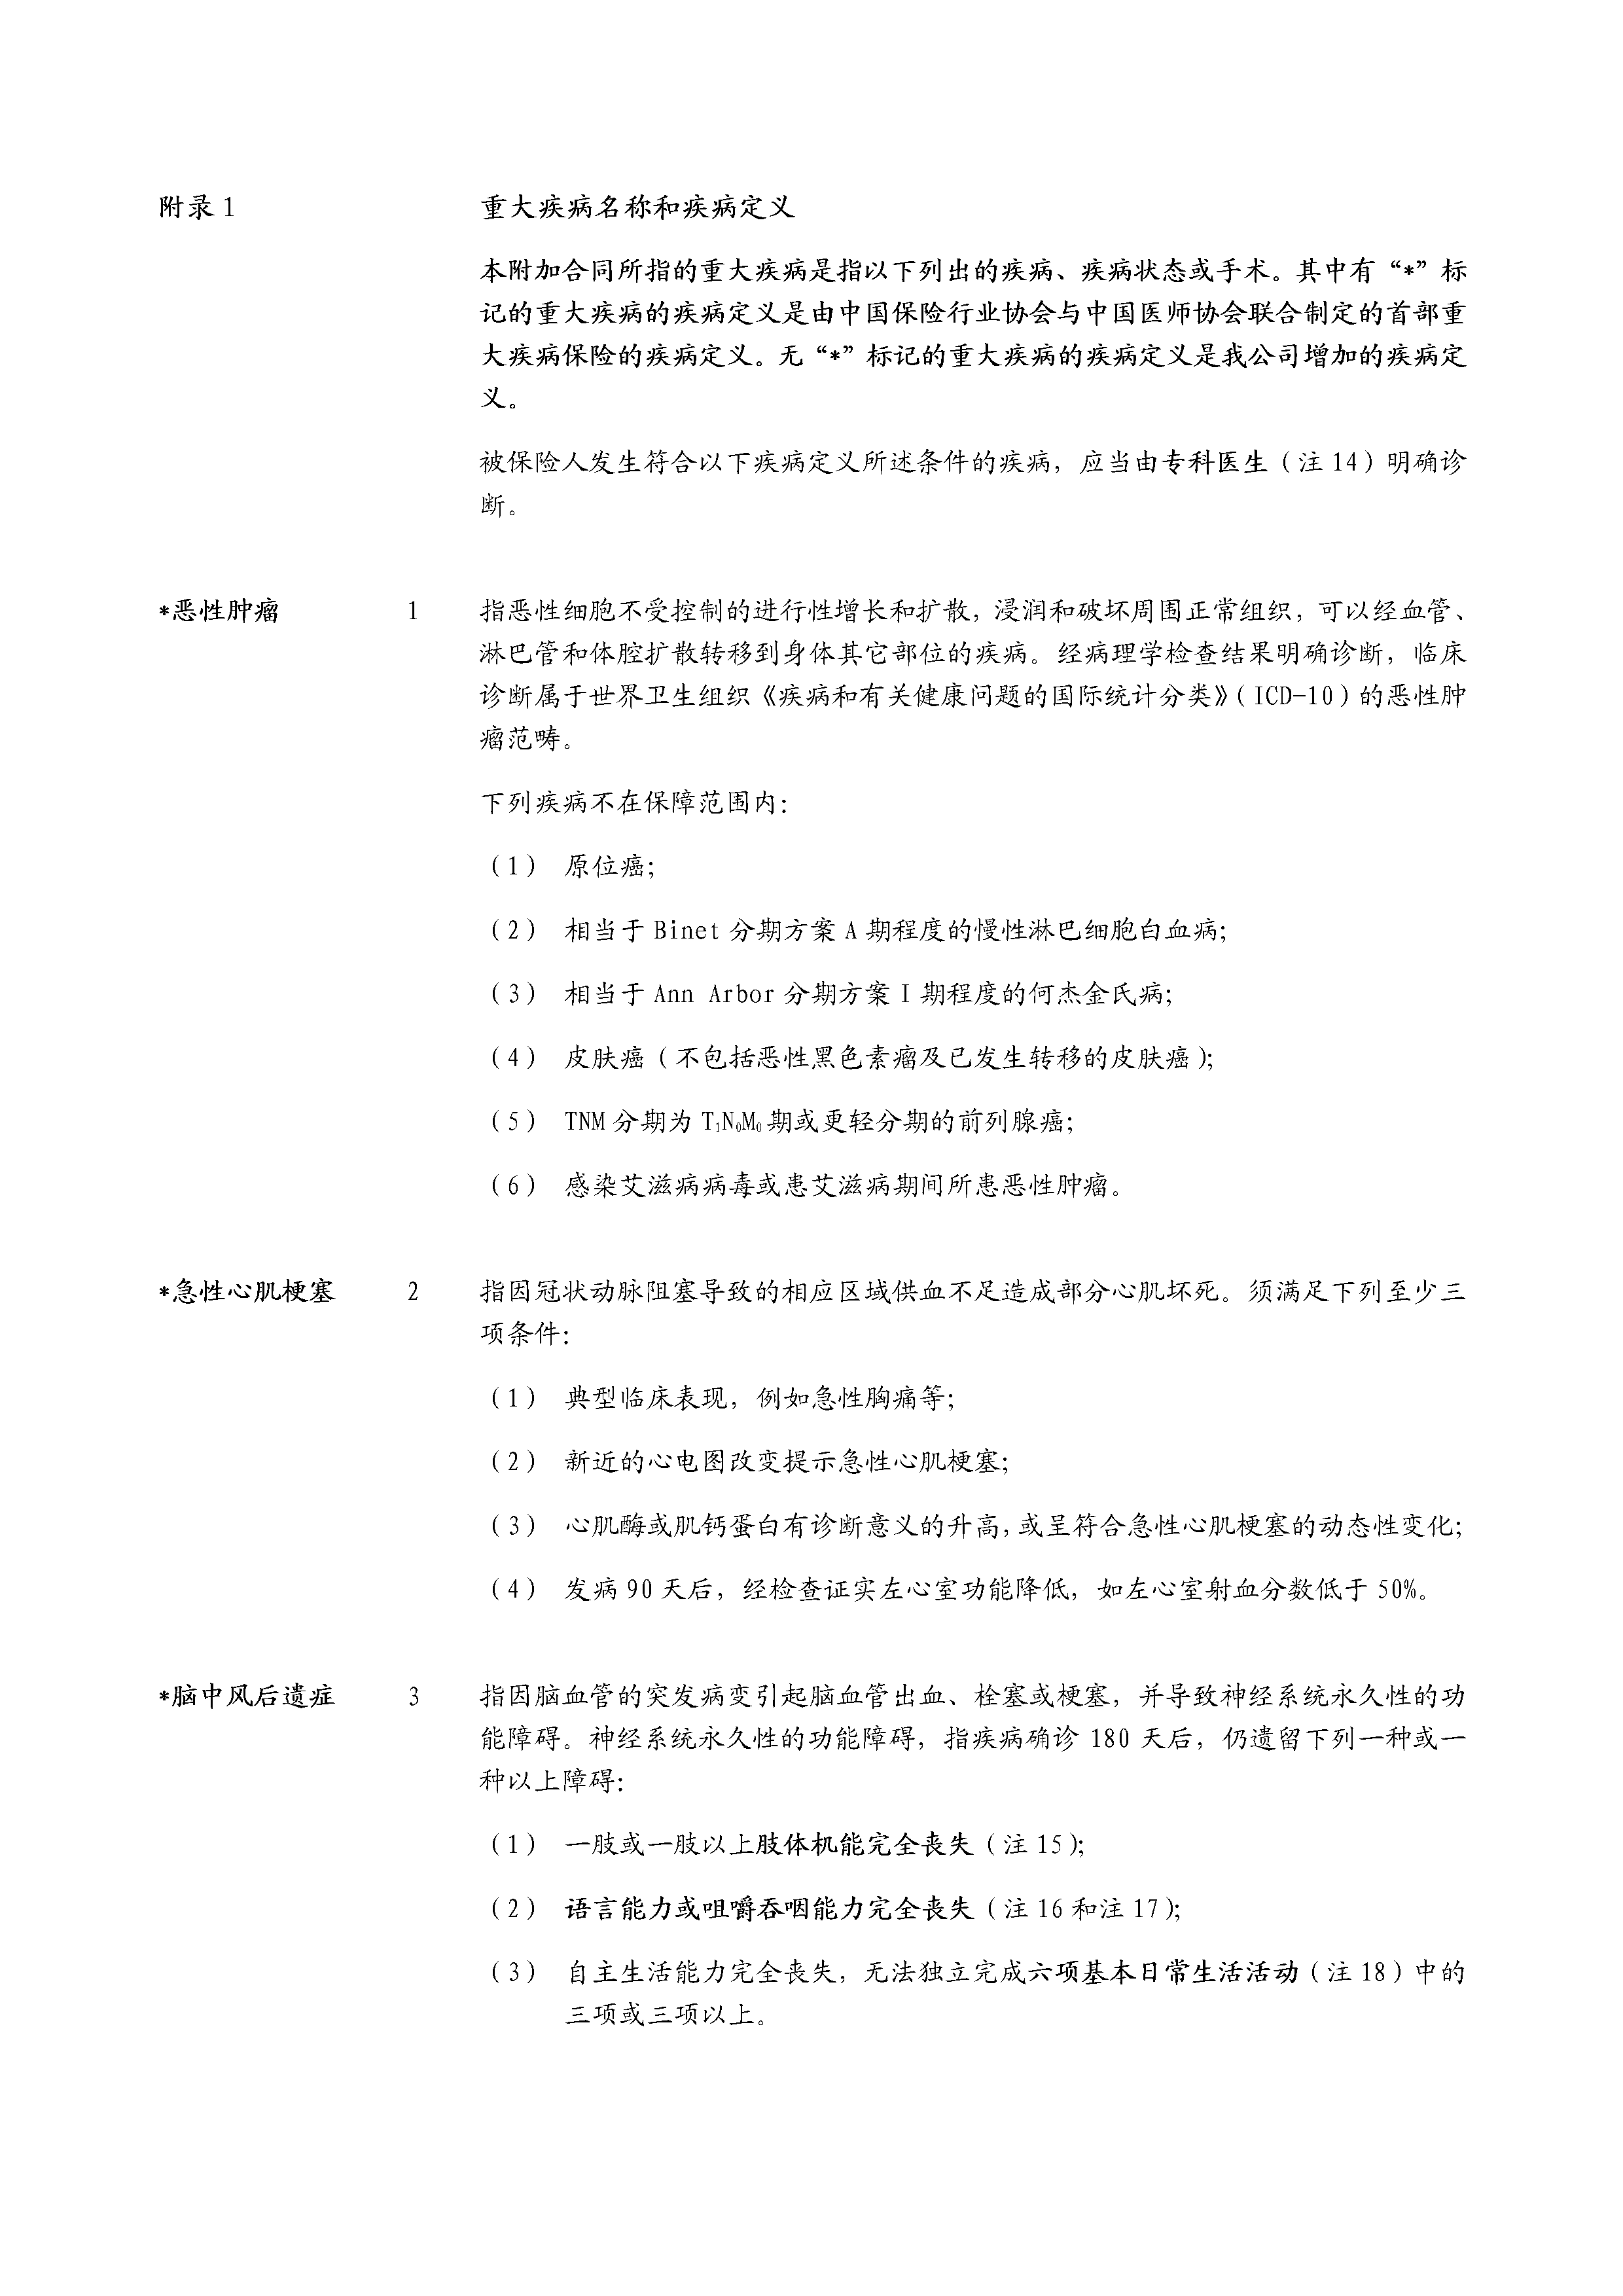 附录 1 重大疾病名称和疾病定义
本附加合同所指的重大疾病是指以下列出的疾病、疾病状态或手术。其中有“*”标
记的重大疾病的疾病定义是由中国保险行业协会与中国医师协会联合制定的首部重
大疾病保险的疾病定义。无“*”标记的重大疾病的疾病定义是我公司增加的疾病定
义。
被保险人发生符合以下疾病定义所述条件的疾病，应当由专科医生（注 14）明确诊
断。
*恶性肿瘤 1 指恶性细胞不受控制的进行性增长和扩散，浸润和破坏周围正常组织，可以经血管、
淋巴管和体腔扩散转移到身体其它部位的疾病。经病理学检查结果明确诊断，临床
诊断属于世界卫生组织《疾病和有关健康问题的国际统计分类》（ICD-10）的恶性肿
瘤范畴。
下列疾病不在保障范围内：
（1） 原位癌；
（2） 相当于 Binet 分期方案 A 期程度的慢性淋巴细胞白血病；
（3） 相当于 Ann Arbor 分期方案 I 期程度的何杰金氏病；
（4） 皮肤癌（不包括恶性黑色素瘤及已发生转移的皮肤癌）；
（5） TNM 分期为 T₁N₀M₀期或更轻分期的前列腺癌；
（6） 感染艾滋病病毒或患艾滋病期间所患恶性肿瘤。
*急性心肌梗塞 2 指因冠状动脉阻塞导致的相应区域供血不足造成部分心肌坏死。须满足下列至少三
项条件：
（1） 典型临床表现，例如急性胸痛等；
（2） 新近的心电图改变提示急性心肌梗塞；
（3） 心肌酶或肌钙蛋白有诊断意义的升高，或呈符合急性心肌梗塞的动态性变化；
（4） 发病 90 天后，经检查证实左心室功能降低，如左心室射血分数低于 50%。
*脑中风后遗症 3 指因脑血管的突发病变引起脑血管出血、栓塞或梗塞，并导致神经系统永久性的功
能障碍。神经系统永久性的功能障碍，指疾病确诊 180 天后，仍遗留下列一种或一
种以上障碍：
（1） 一肢或一肢以上肢体机能完全丧失（注 15）；
（2） 语言能力或咀嚼吞咽能力完全丧失（注 16 和注 17）；
（3） 自主生活能力完全丧失，无法独立完成六项基本日常生活活动（注 18）中的
三项或三项以上。